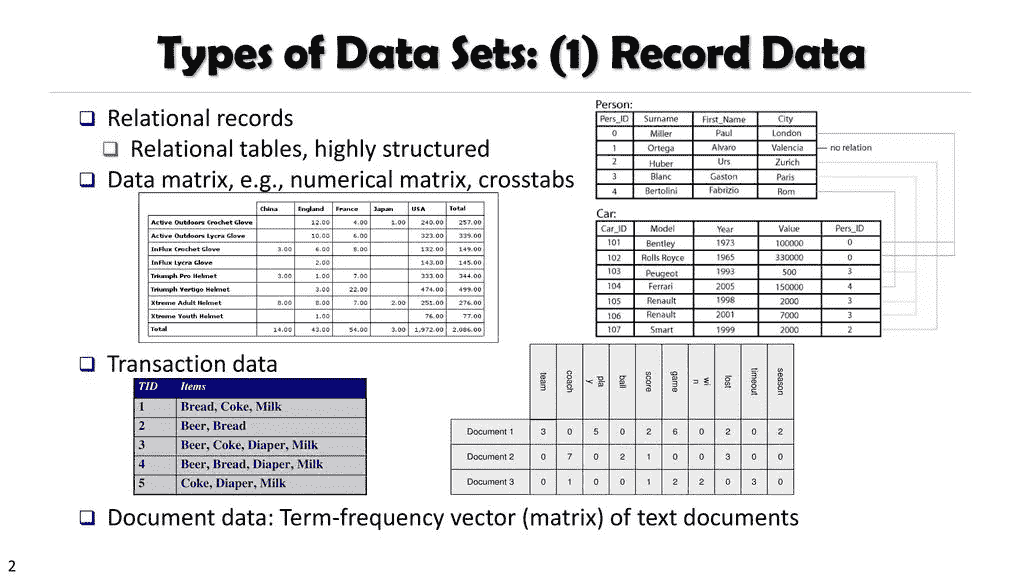 Types of Data Sets: (1) Record Data
Relational records
Relational tables, highly structured
Data matrix, e.g., numerical matrix, crosstabs
China England France Japan USA Total
Active Outdoors Crochet Glove 12.00 4.00 1.00 240.00 257.00
Active Outdoors Lycra Glove 10.00 6.00 323.00 339.00
InFlux Crochet Glove 3.00 6.00 8.00 132.00 149.00
InFlux Lycra Glove 2.00 143.00 145.00
Triumph Pro Helmet 3.00 1.00 7.00 333.00 344.00
Triumph Vertigo Helmet 3.00 22.00 474.00 499.00
Xtreme Adult Helmet 8.00 8.00 7.00 2.00 251.00 276.00
Xtreme Youth Helmet 1.00 76.00 77.00
Total 14.00 43.00 54.00 3.00 1,972.00 2,086.00
Person:
Pers_ID Surname First_Name City
0 Miller Paul London
1 Ortega Alvaro Valencia no relation
2 Huber Urs Zurich
3 Blanc Gaston Paris
4 Bertolini Fabrizio Rom
Car:
Car_ID Model Year Value Pers_ID
101 Bentley 1973 100000 0
102 Rolls Royce 1965 330000 0
103 Peugeot 1993 500 3
104 Ferrari 2005 150000 4
105 Renault 1998 2000 3
106 Renault 2001 7000 3
107 Smart 1999 2000 2
Transaction data
TID Items
1 Bread, Coke, Milk
2 Beer, Bread
3 Beer, Coke, Diaper, Milk
4 Beer, Bread, Diaper, Milk
5 Coke, Diaper, Milk
team coach pla y ball score game wi n lost timeout season
Document 1 3 0 5 0 2 6 0 2 0 2
Document 2 0 7 0 2 1 0 0 3 0 0
Document 3 0 1 0 0 1 2 2 0 3 0
Document data: Term-frequency vector (matrix) of text documents
2